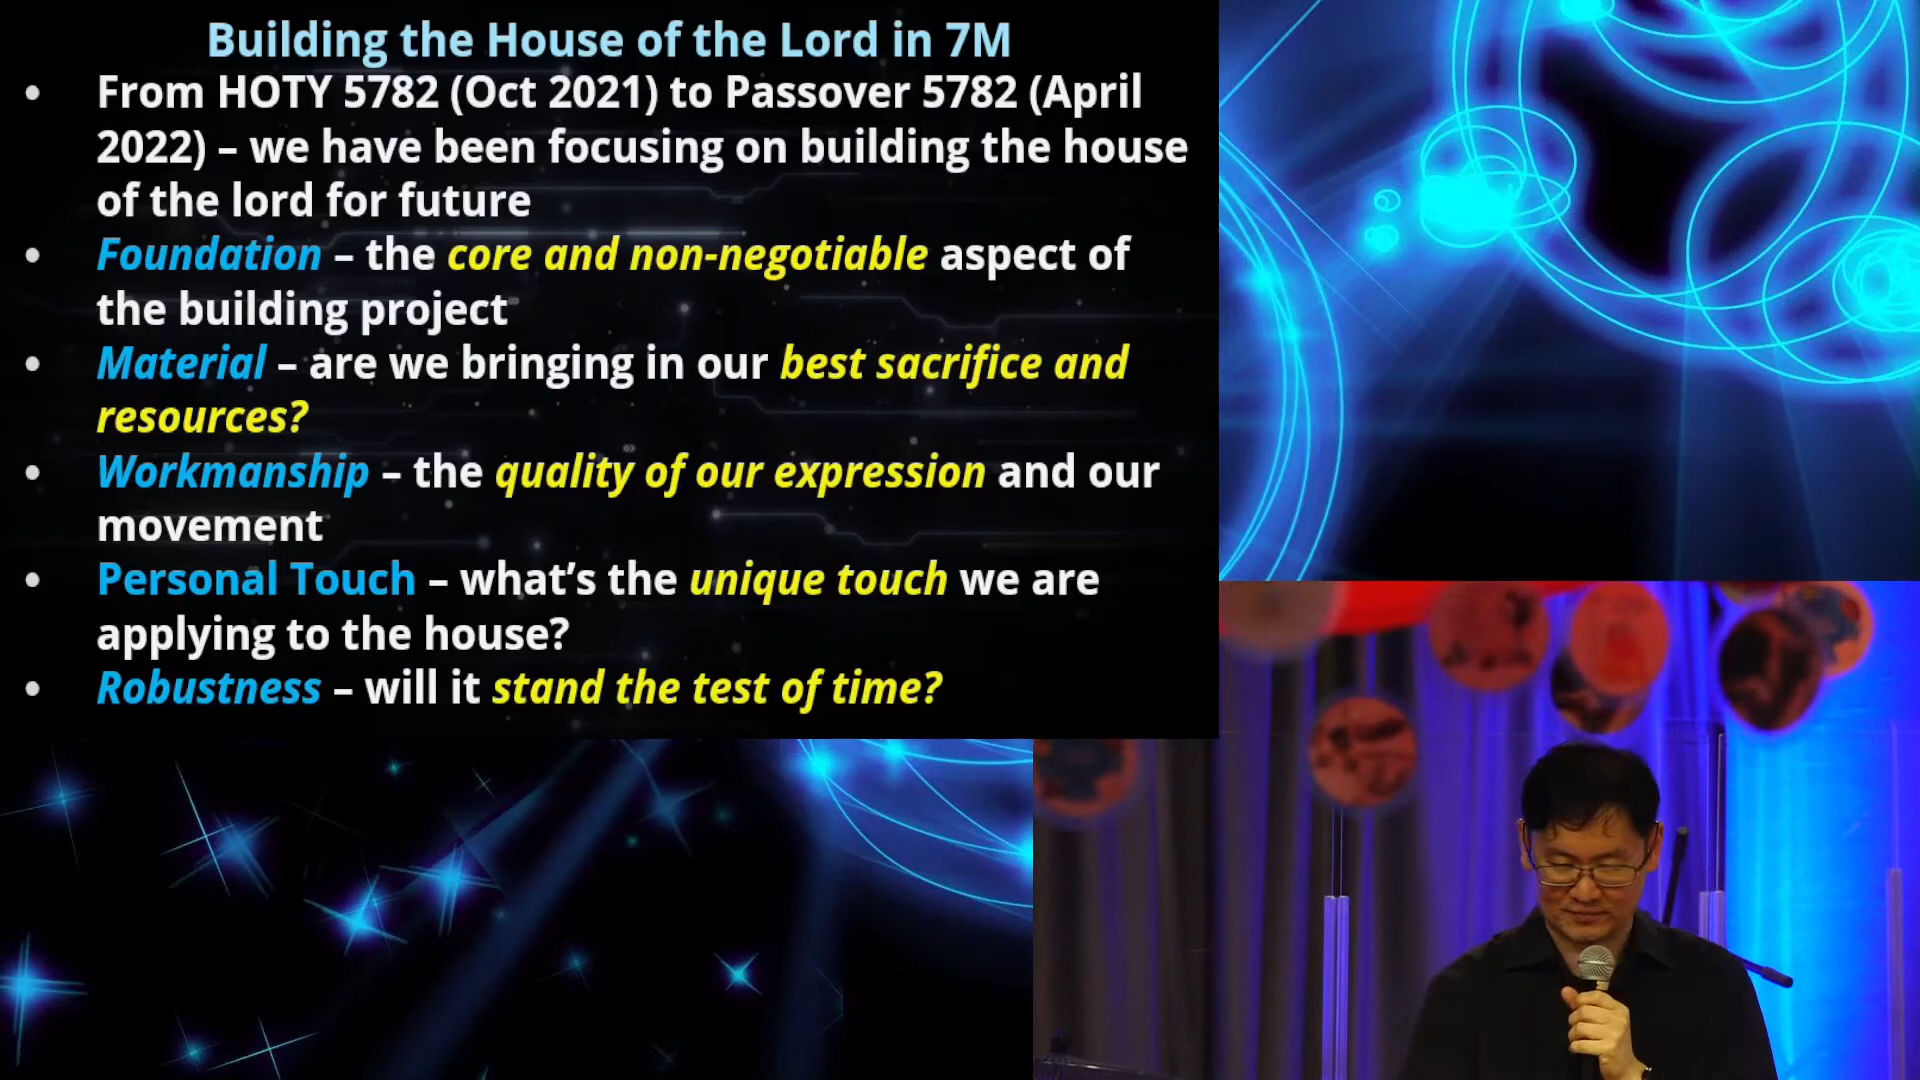 Building the House of the Lord in 7M
• From HOTY 5782 (Oct 2021) to Passover 5782 (April
2022) – we have been focusing on building the house
of the lord for future
• Foundation – the core and non-negotiable aspect of
the building project
• Material – are we bringing in our best sacrifice and
resources?
• Workmanship – the quality of our expression and our
movement
• Personal Touch – what’s the unique touch we are
applying to the house?
• Robustness – will it stand the test of time?